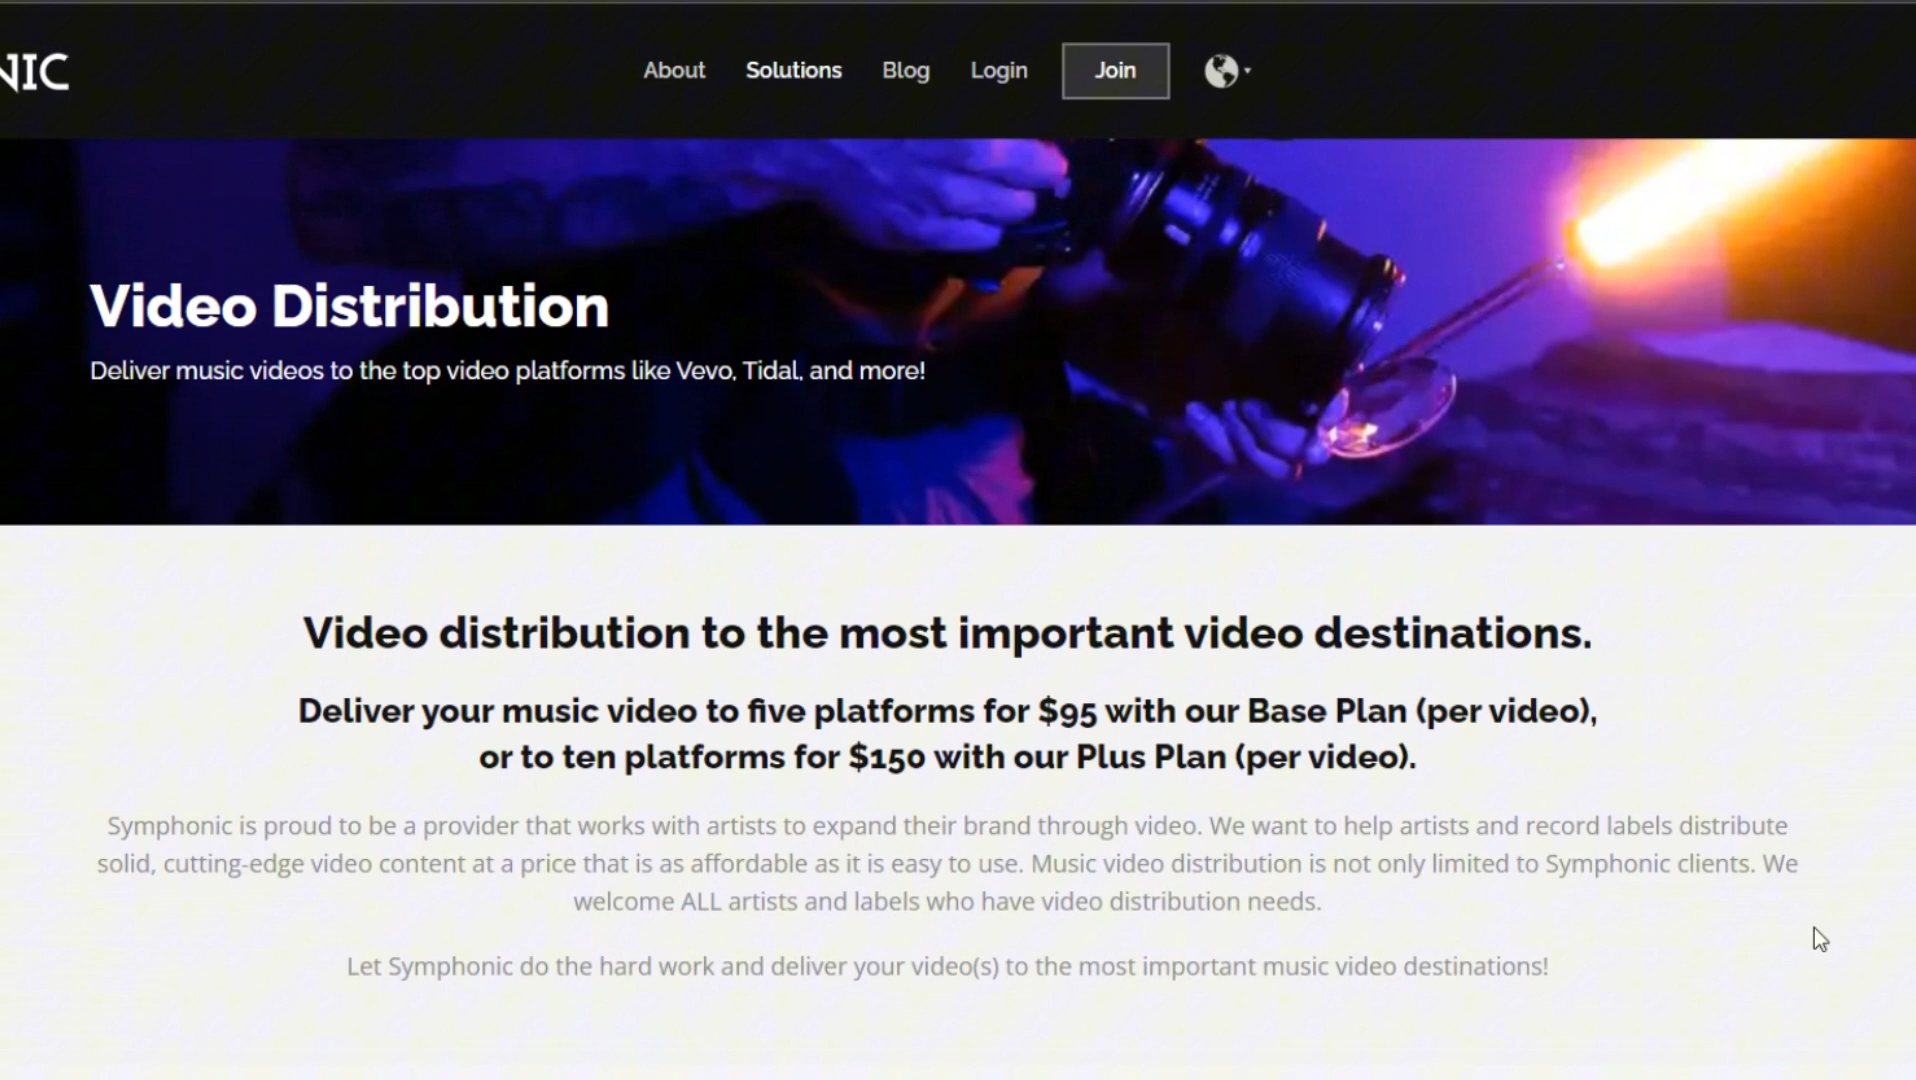 NIC
About Solutions Blog Login Join
Video Distribution
Deliver music videos to the top video platforms like Vevo, Tidal, and more!
Video distribution to the most important video destinations.
Deliver your music video to five platforms for $95 with our Base Plan (per video),
or to ten platforms for $150 with our Plus Plan (per video).
Symphonic is proud to be a provider that works with artists to expand their brand through video. We want to help artists and record labels distribute
solid, cutting-edge video content at a price that is as affordable as it is easy to use. Music video distribution is not only limited to Symphonic clients. We
welcome ALL artists and labels who have video distribution needs.
Let Symphonic do the hard work and deliver your video(s) to the most important music video destinations!